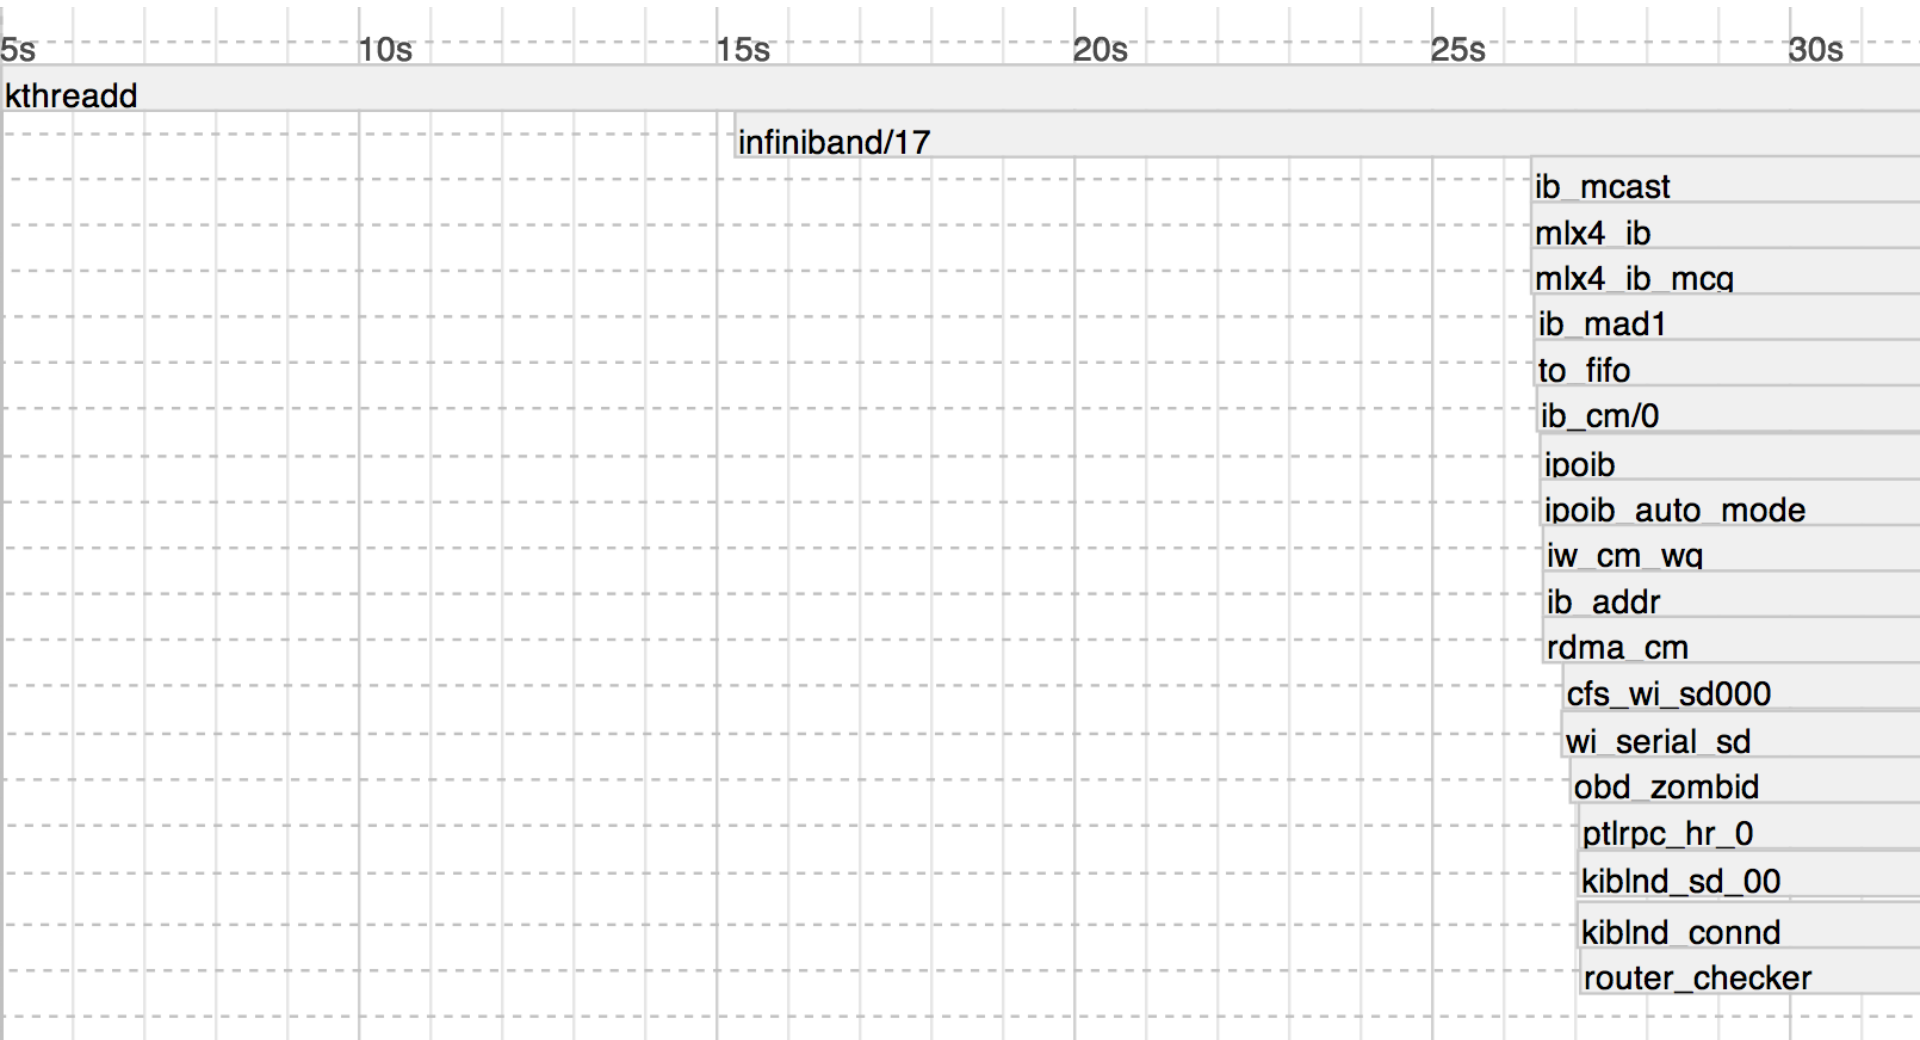 5s 10s 15s 20s 25s 30s
kthreadd
infiniband/17
ib_mcast
mlx4_ib
mlx4_ib_mcg
ib_mad1
to_fifo
ib_cm/0
ipoib
ipoib_auto_mode
iw_cm_wq
ib_addr
rdma_cm
cfs_wi_sd000
wi_serial_sd
obd_zombid
ptlrpc_hr_0
kiblnd_sd_00
kiblnd_connd
router_checker